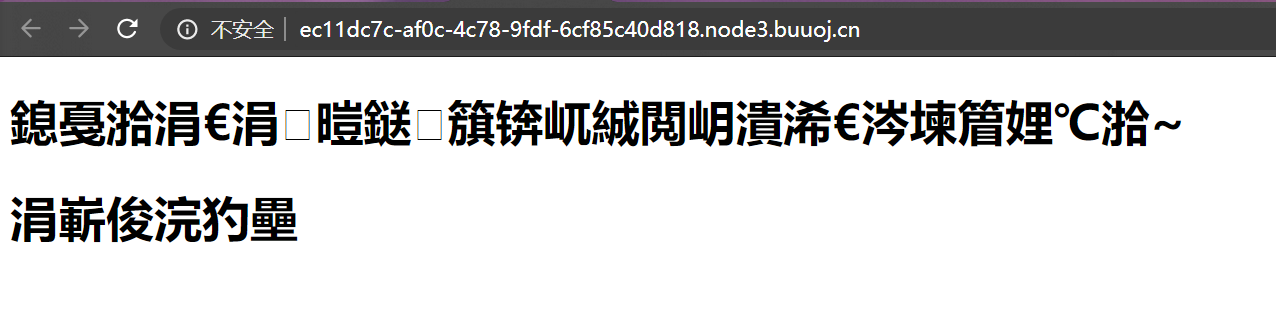 不安全 ec11dc7c-af0c-4c78-9fdf-6cf85c40d818.node3.buuoj.cn
鎴戞湁涓€涓暟鎹簱锛屼絾閲岄潰浠€涔堜篃娌℃湁~
涓嶄俊浣犳壘